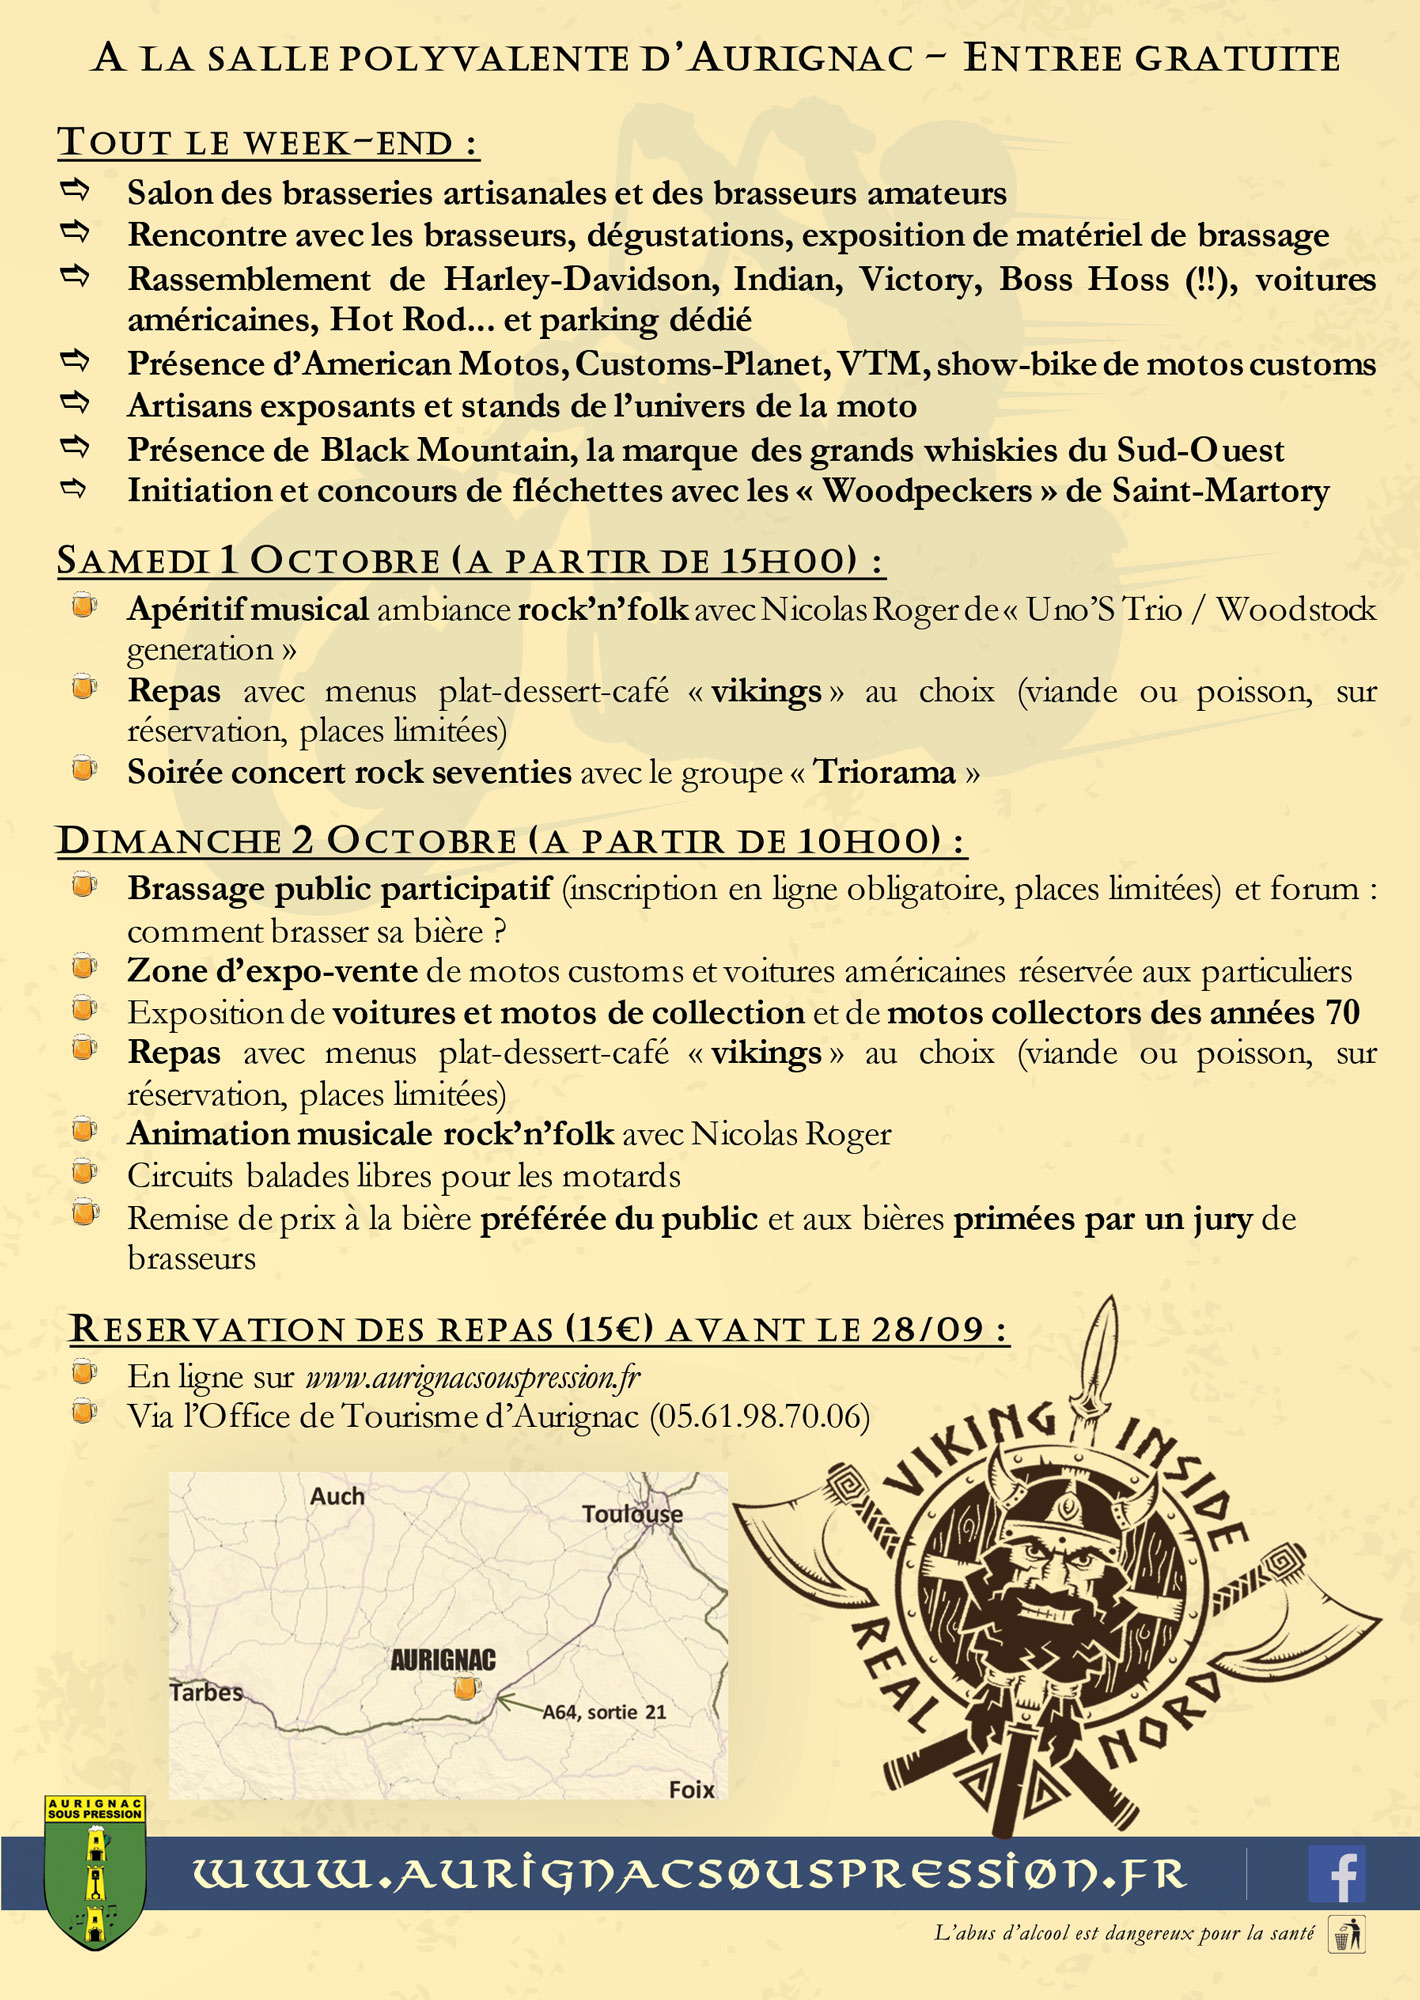 A LA SALLE POLYVALENTE D'AURIGNAC – ENTREE GRATUITE
TOUT LE WEEK-END :
⇨ Salon des brasseries artisanales et des brasseurs amateurs
⇨ Rencontre avec les brasseurs, dégustations, exposition de matériel de brassage
⇨ Rassemblement de Harley-Davidson, Indian, Victory, Boss Hoss (!!), voitures
américaines, Hot Rod... et parking dédié
⇨ Présence d'American Motos, Customs-Planet, VTM, show-bike de motos customs
⇨ Artisans exposants et stands de l'univers de la moto
⇨ Présence de Black Mountain, la marque des grands whiskies du Sud-Ouest
⇨ Initiation et concours de fléchettes avec les « Woodpeckers » de Saint-Martory
SAMEDI 1 OCTOBRE (A PARTIR DE 15H00) :
Apéritif musical ambiance rock'n'folk avec Nicolas Roger de « Uno'S Trio / Woodstock
generation »
Repas avec menus plat-dessert-café « vikings » au choix (viande ou poisson, sur
réservation, places limitées)
Soirée concert rock seventies avec le groupe « Triorama »
DIMANCHE 2 OCTOBRE (A PARTIR DE 10H00) :
Brassage public participatif (inscription en ligne obligatoire, places limitées) et forum :
comment brasser sa bière ?
Zone d'expo-vente de motos customs et voitures américaines réservée aux particuliers
Exposition de voitures et motos de collection et de motos collectors des années 70
Repas avec menus plat-dessert-café « vikings » au choix (viande ou poisson, sur
réservation, places limitées)
Animation musicale rock'n'folk avec Nicolas Roger
Circuits balades libres pour les motards
Remise de prix à la bière préférée du public et aux bières primées par un jury de
brasseurs
RESERVATION DES REPAS (15€) AVANT LE 28/09 :
En ligne sur www.aurignacsouspression.fr
Via l'Office de Tourisme d'Aurignac (05.61.98.70.06)
VIKING INSIDE
REAL NORD
Auch
Toulouse
AURIGNAC
Tarbes
A64, sortie 21
Foix
AURIGNAC
SOUS PRESSION
WWW.AURIGNACSØUSPRESSIØN.FR
f
L'abus d'alcool est dangereux pour la santé